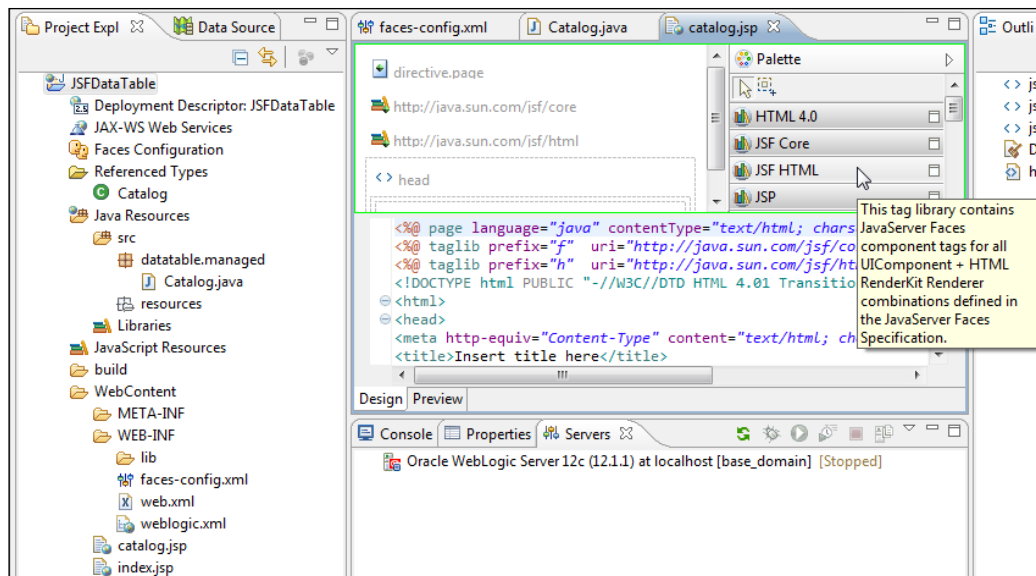 Project Expl
Data Source
JSFDataTable
Deployment Descriptor: JSFDataTable
JAX-WS Web Services
Faces Configuration
Referenced Types
Catalog
Java Resources
src
datatable.managed
Catalog.java
resources
Libraries
JavaScript Resources
build
WebContent
META-INF
WEB-INF
lib
faces-config.xml
web.xml
weblogic.xml
catalog.jsp
index.jsp
faces-config.xml
Catalog.java
catalog.jsp
directive.page
http://java.sun.com/jsf/core
http://java.sun.com/jsf/html
head
Palette
HTML 4.0
JSF Core
JSF HTML
JSP
This tag library contains
JavaServer Faces
component tags for all
UIComponent + HTML
RenderKit Renderer
combinations defined in
the JavaServer Faces
Specification.
<%@ page language="java" contentType="text/html; chars
<%@ taglib prefix="f" uri="http://java.sun.com/jsf/co
<%@ taglib prefix="h" uri="http://java.sun.com/jsf/ht
<!DOCTYPE html PUBLIC "-//W3C//DTD HTML 4.01 Transitio
<html>
<head>
<meta http-equiv="Content-Type" content="text/html; ch
<title>Insert title here</title>
Design
Preview
Console
Properties
Servers
Oracle WebLogic Server 12c (12.1.1) at localhost [base_domain] [Stopped]
Outli
js
js
js
D
h